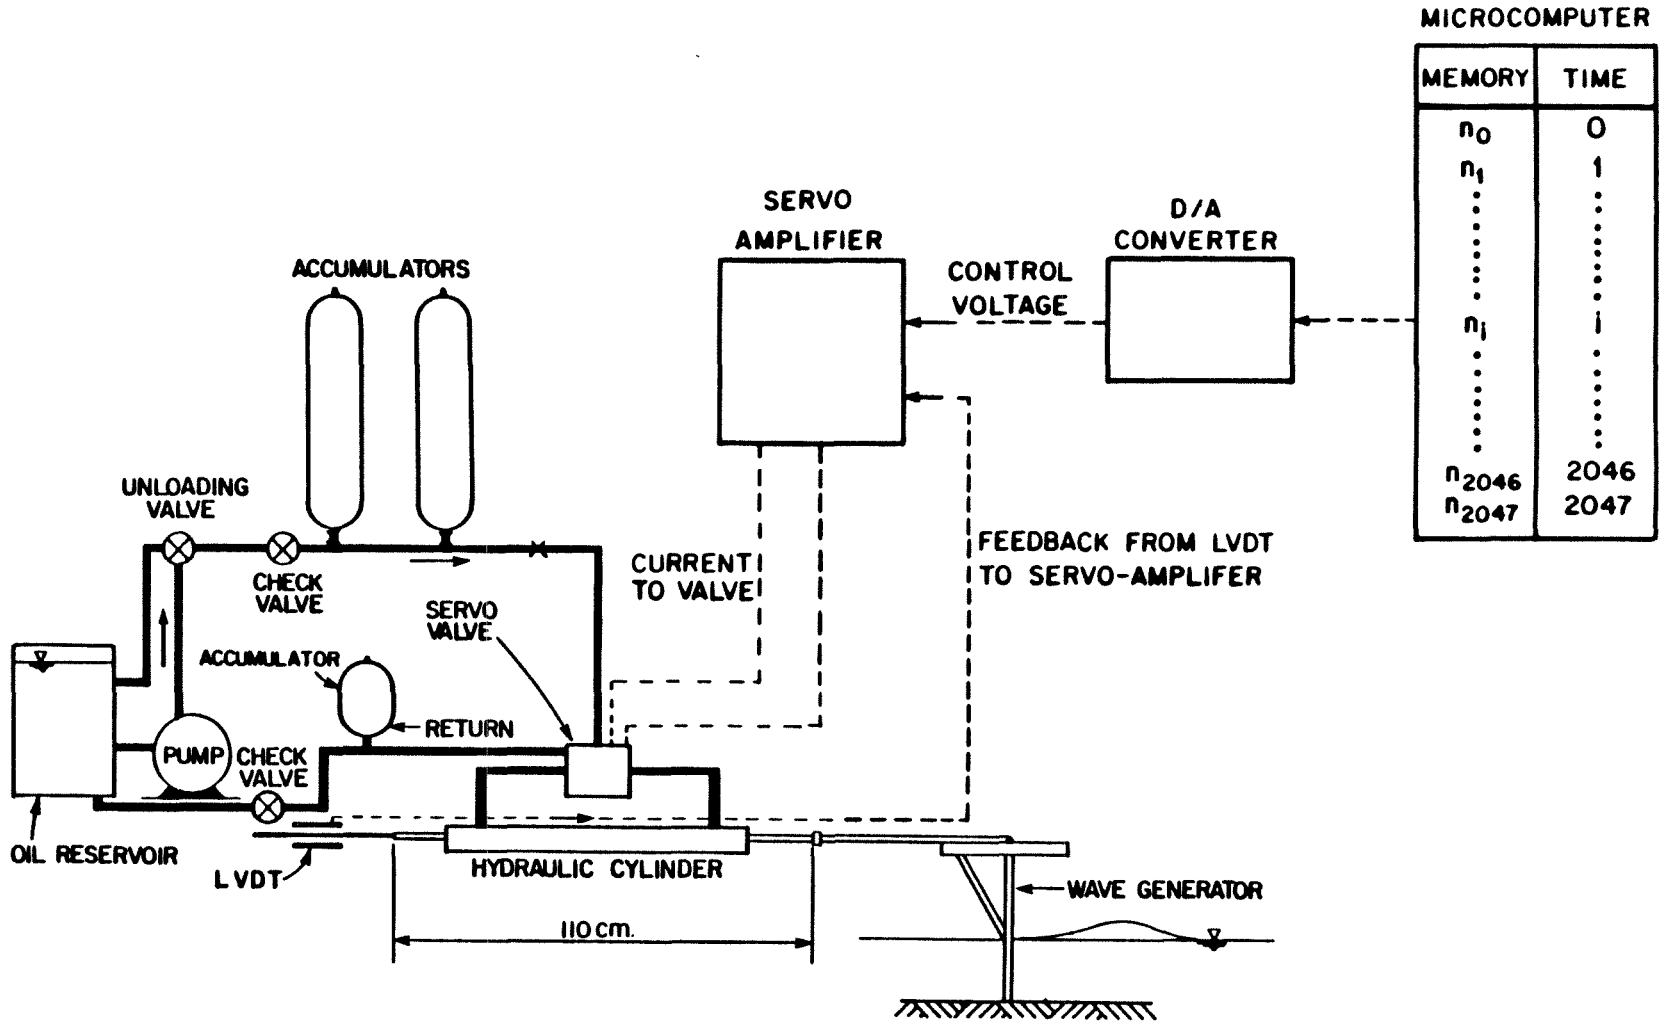 MICROCOMPUTER
MEMORY TIME
n0 0
n1 1
ni i
n2046 2046
n2047 2047
SERVO
AMPLIFIER
D/A
CONVERTER
CONTROL
VOLTAGE
ACCUMULATORS
UNLOADING
VALVE
CHECK
VALVE
CURRENT
TO VALVE
FEEDBACK FROM LVDT
TO SERVO-AMPLIFER
SERVO
VALVE
ACCUMULATOR
RETURN
PUMP
CHECK
VALVE
OIL RESERVOIR
LVDT
HYDRAULIC CYLINDER
WAVE GENERATOR
110 cm.